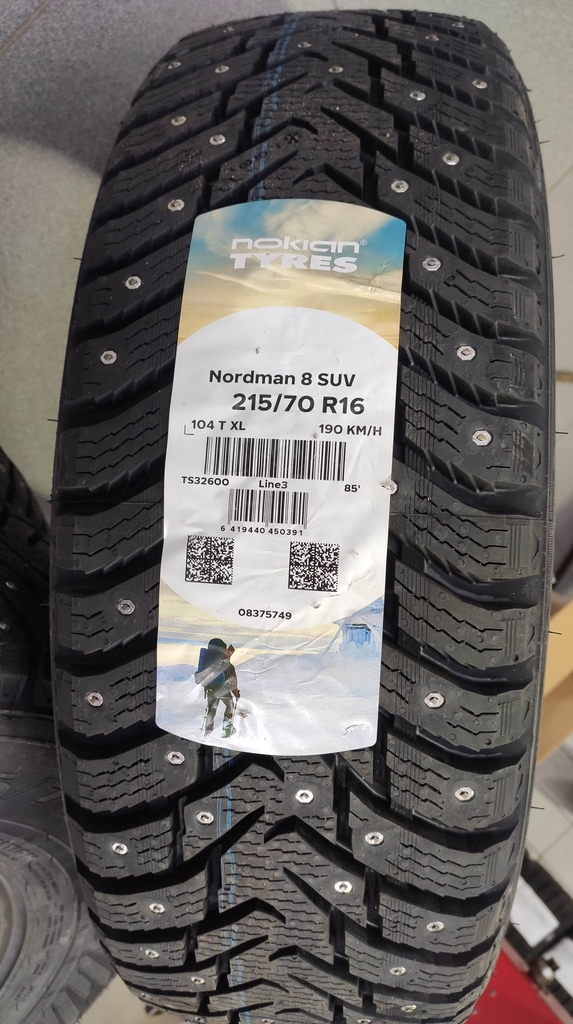 nokian®
TYRES
Nordman 8 SUV
215/70 R16
104 T XL 190 KM/H
TS32600 Line3 85'
6 419440 450391
08375749